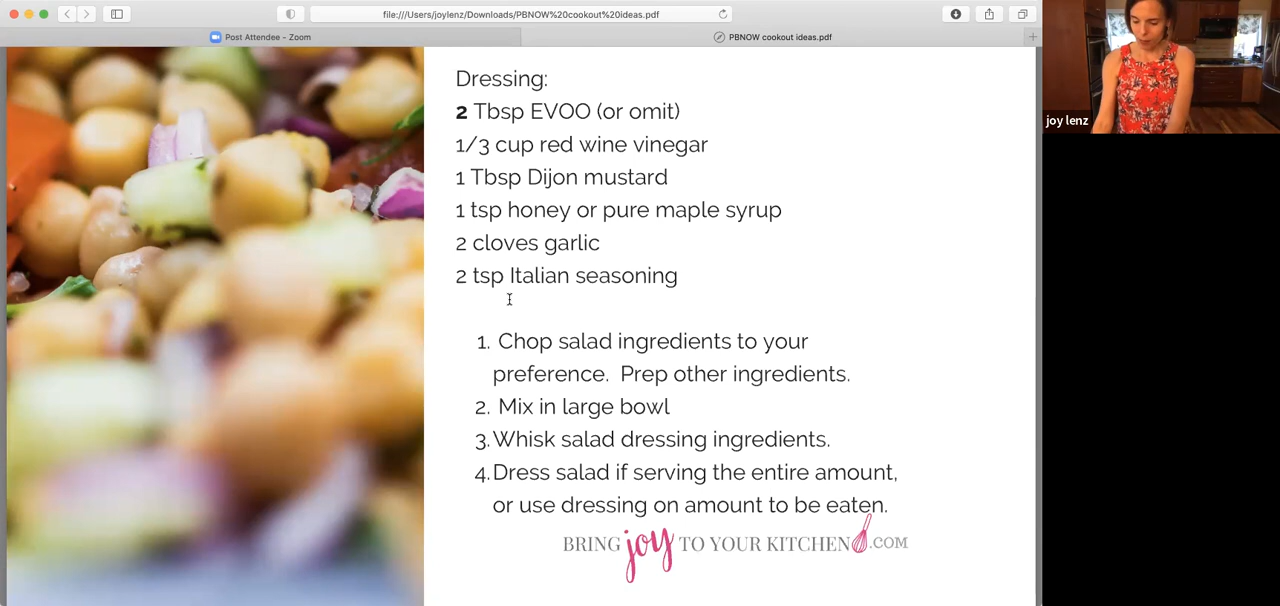 file:///Users/joylenz/Downloads/PBNOW%20cookout%20ideas.pdf
Post Attendee - Zoom
PBNOW cookout ideas.pdf
joy lenz
Dressing:
2 Tbsp EVOO (or omit)
1/3 cup red wine vinegar
1 Tbsp Dijon mustard
1 tsp honey or pure maple syrup
2 cloves garlic
2 tsp Italian seasoning
1. Chop salad ingredients to your
preference. Prep other ingredients.
2. Mix in large bowl
3. Whisk salad dressing ingredients.
4. Dress salad if serving the entire amount,
or use dressing on amount to be eaten.
BRING joy TO YOUR KITCHEN.COM